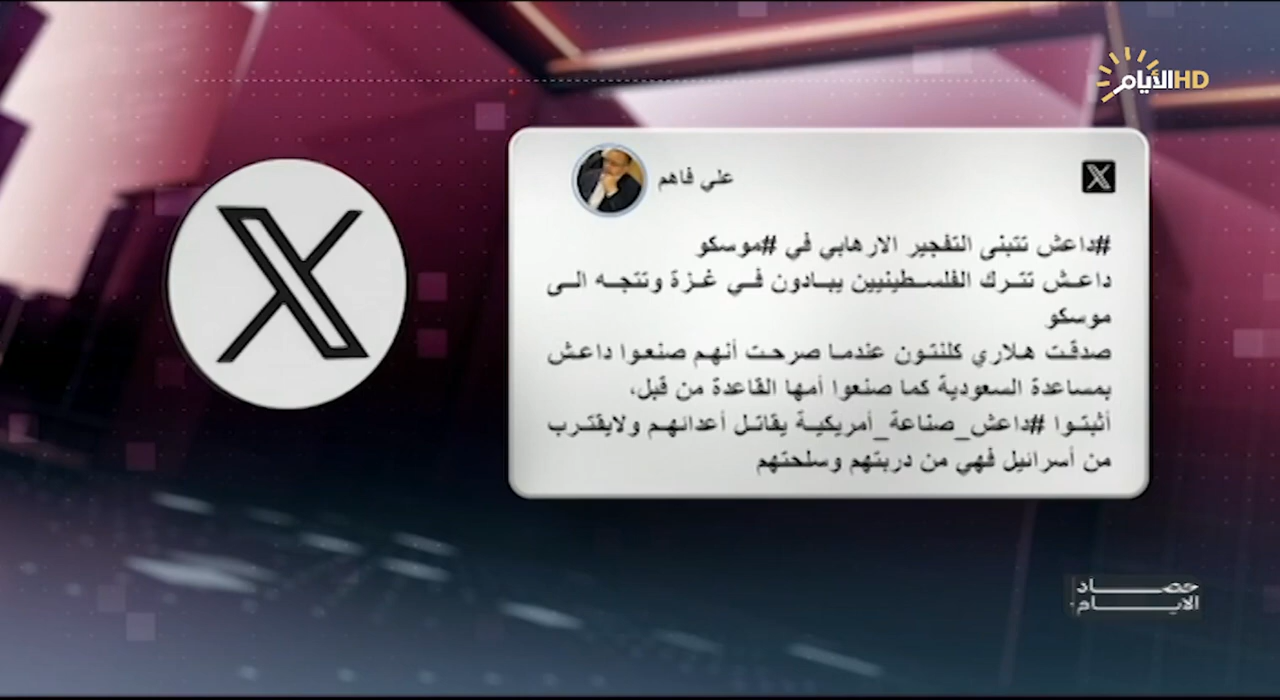 الأيام HD
علي فاهم
#داعش تتبنى التفجير الارهابي في #موسكو
داعش تترك الفلسطينيين يبادون في غزة وتتجه الى
موسكو
صدقت هلاري كلنتون عندما صرحت أنهم صنعوا داعش
بمساعدة السعودية كما صنعوا أمها القاعدة من قبل،
أثبتوا #داعش_صناعة_أمريكية يقاتل أعدائهم ولايقترب
من أسرائيل فهي من دربتهم وسلحتهم
حصاد
الايام